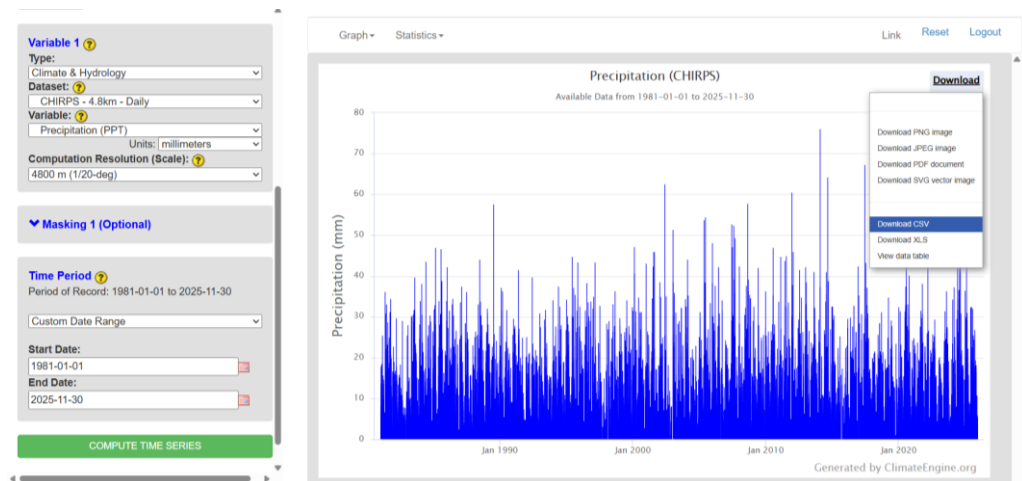 Variable 1 ?
Type:
Climate & Hydrology
Dataset: ?
CHIRPS - 4.8km - Daily
Variable: ?
Precipitation (PPT)
Units: millimeters
Computation Resolution (Scale): ?
4800 m (1/20-deg)
Masking 1 (Optional)
Time Period ?
Period of Record: 1981-01-01 to 2025-11-30
Custom Date Range
Start Date:
1981-01-01
End Date:
2025-11-30
COMPUTE TIME SERIES
Graph Statistics Link Reset Logout
Precipitation (CHIRPS)
Available Data from 1981-01-01 to 2025-11-30
Download
Download PNG image
Download JPEG image
Download PDF document
Download SVG vector image
Download CSV
Download XLS
View data table
Precipitation (mm)
80
70
60
50
40
30
20
10
0
Jan 1990 Jan 2000 Jan 2010 Jan 2020
Generated by ClimateEngine.org